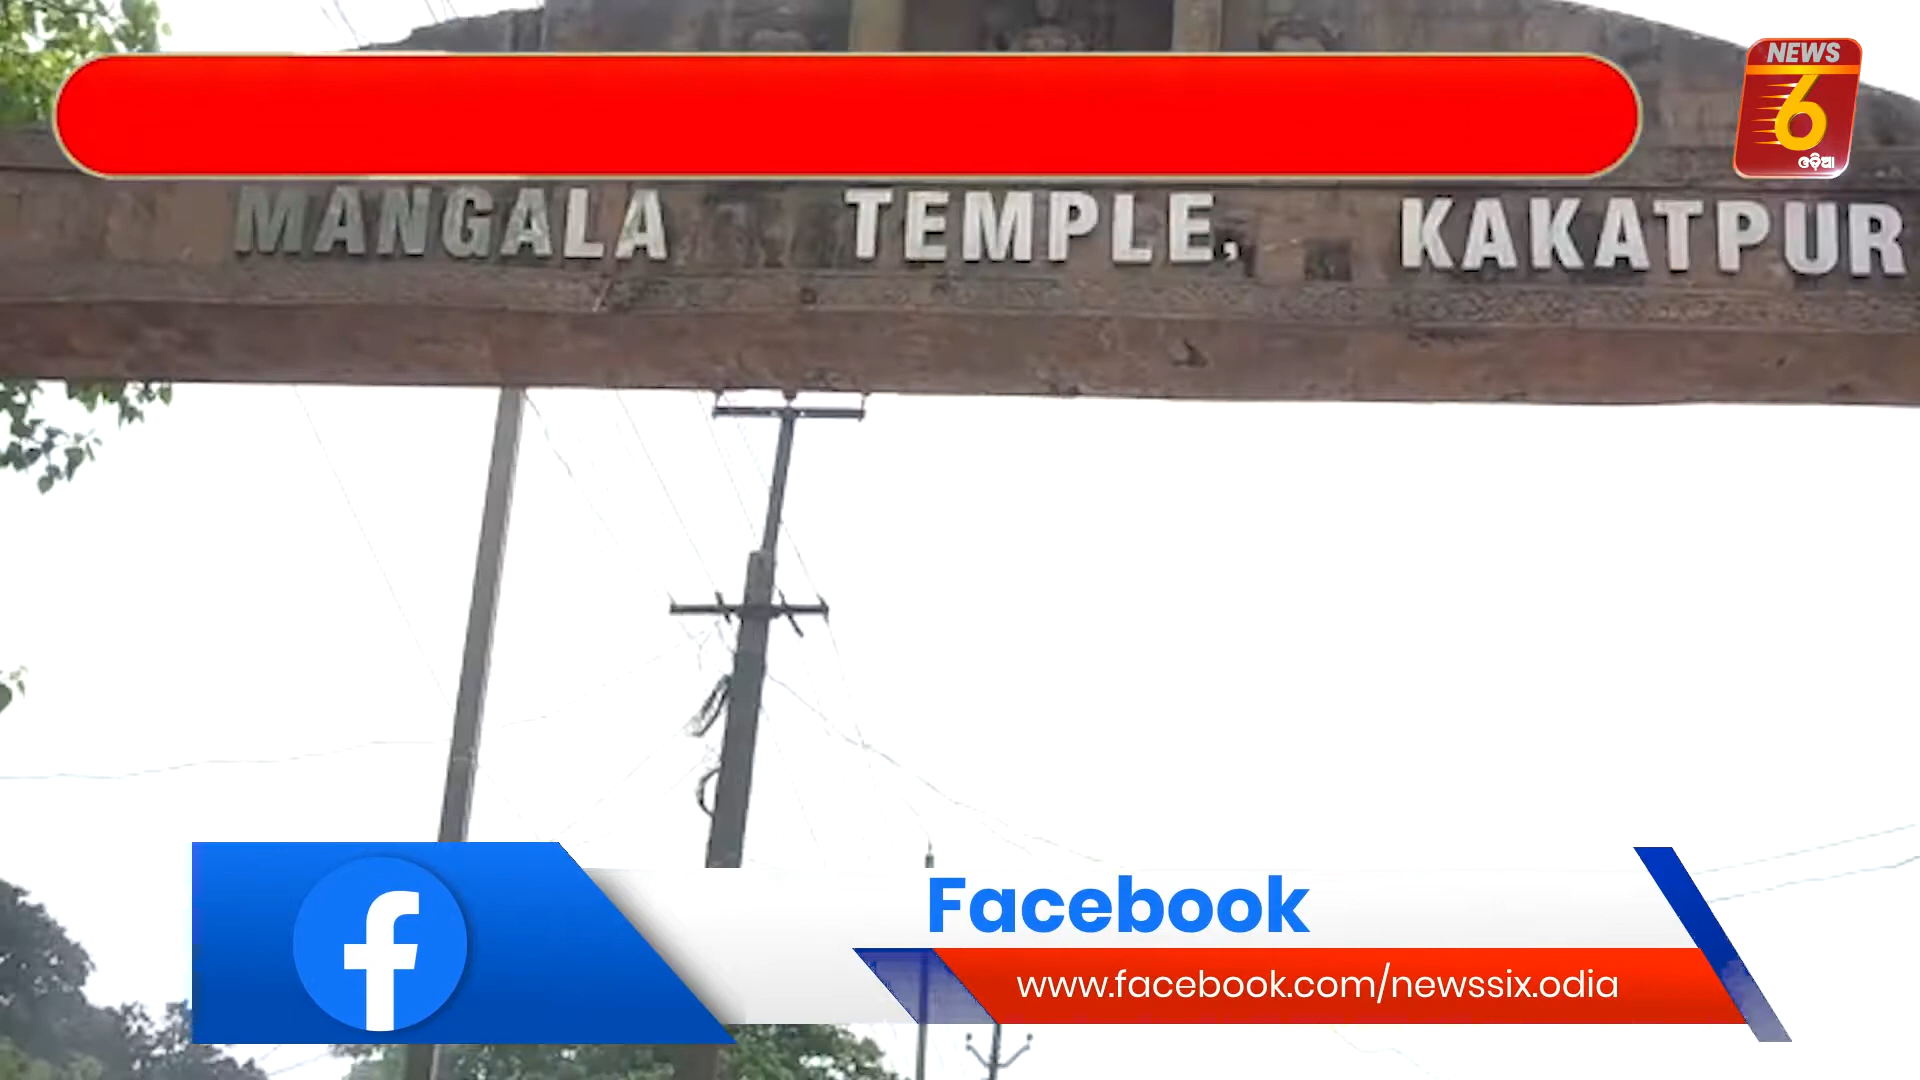 NEWS
6
ଓଡ଼ିଆ
MANGALA TEMPLE, KAKATPUR
Facebook
www.facebook.com/newssix.odia